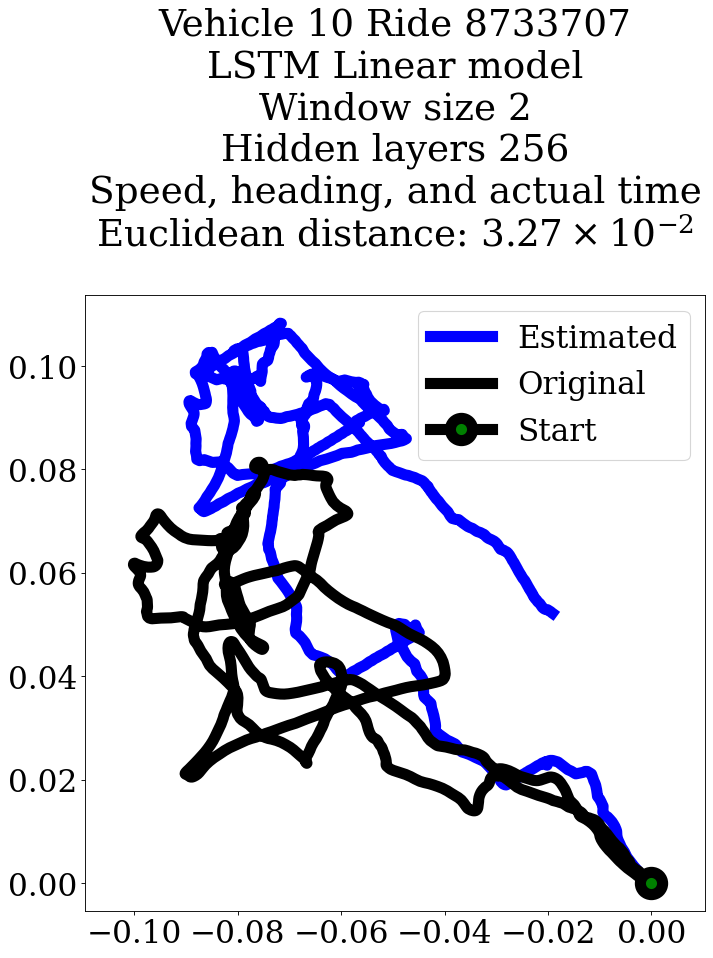 Vehicle 10 Ride 8733707
LSTM Linear model
Window size 2
Hidden layers 256
Speed, heading, and actual time
Euclidean distance: 3.27 × 10⁻²
Estimated
Original
Start
0.10
0.08
0.06
0.04
0.02
0.00
−0.10 −0.08 −0.06 −0.04 −0.02 0.00